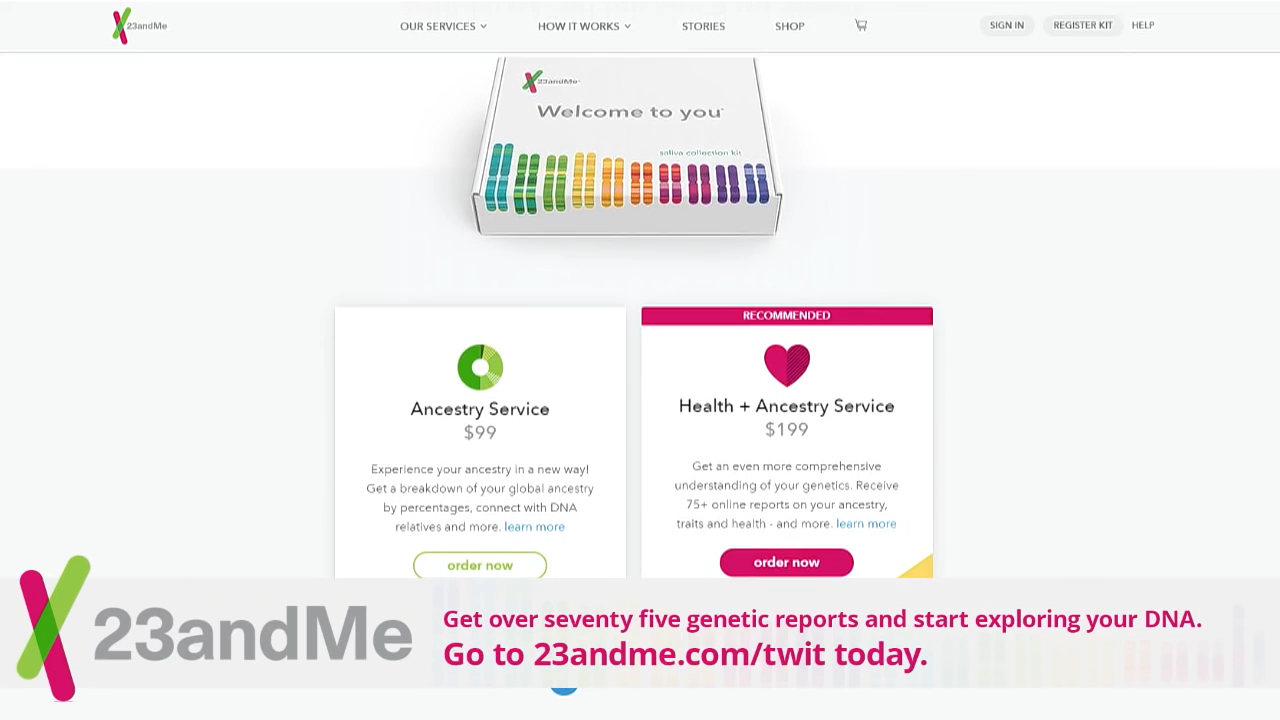 23andMe
OUR SERVICES
HOW IT WORKS
STORIES
SHOP
SIGN IN
REGISTER KIT
HELP
23andMe
Welcome to you
saliva collection kit
Ancestry Service
$99
Experience your ancestry in a new way!
Get a breakdown of your global ancestry
by percentages, connect with DNA
relatives and more. learn more
order now
RECOMMENDED
Health + Ancestry Service
$199
Get an even more comprehensive
understanding of your genetics. Receive
75+ online reports on your ancestry,
traits and health - and more. learn more
order now
23andMe
Get over seventy five genetic reports and start exploring your DNA.
Go to 23andme.com/twit today.